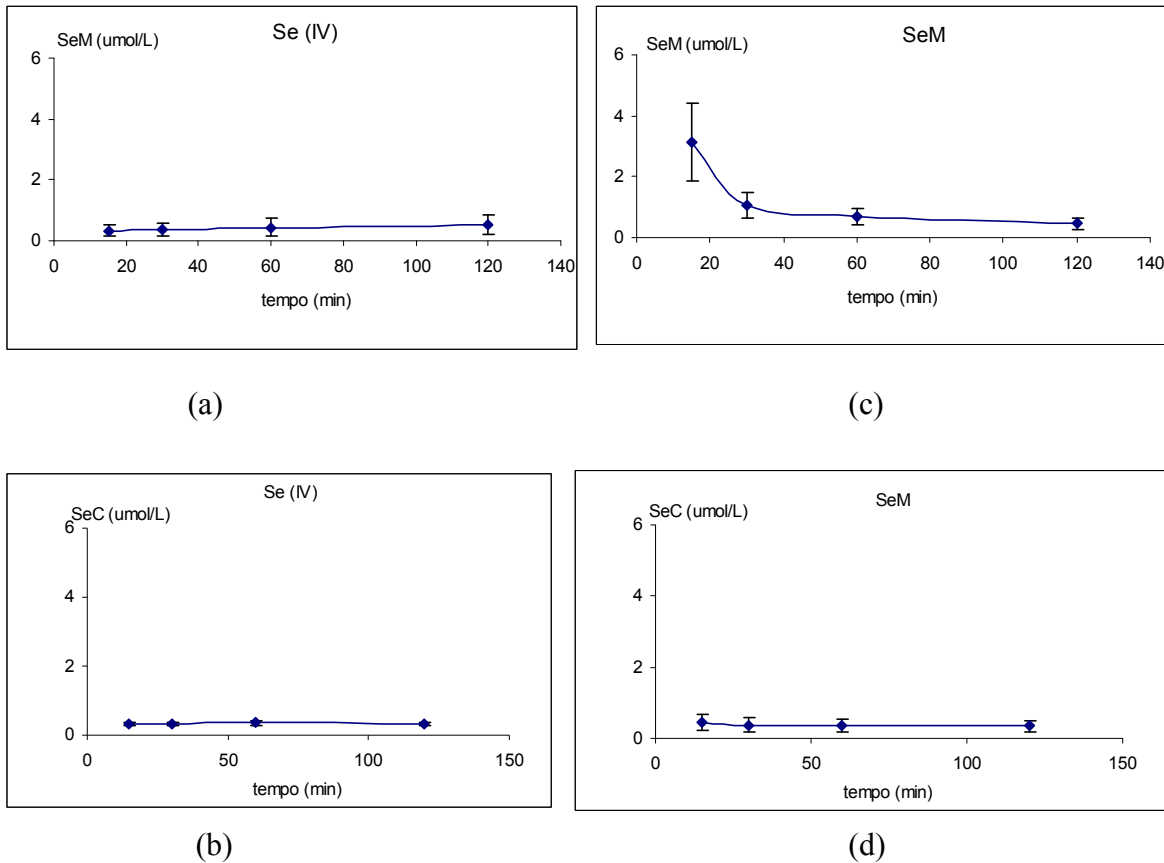 Se (IV)
SeM (umol/L)
6
4
2
0
0 20 40 60 80 100 120 140
tempo (min)
(a)
SeM
SeM (umol/L)
6
4
2
0
0 20 40 60 80 100 120 140
tempo (min)
(c)
Se (IV)
SeC (umol/L)
6
4
2
0
0 50 100 150
tempo (min)
(b)
SeM
SeC (umol/L)
6
4
2
0
0 50 100 150
tempo (min)
(d)